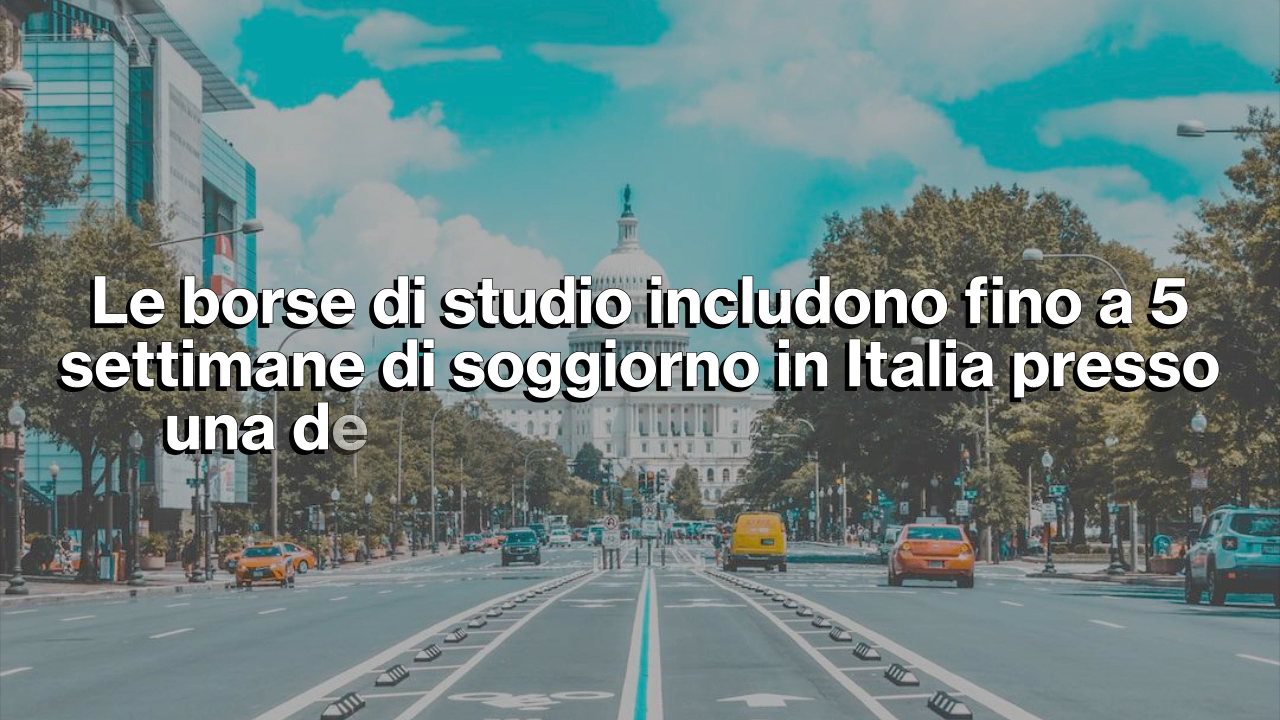 Le borse di studio includono fino a 5
settimane di soggiorno in Italia presso
una de